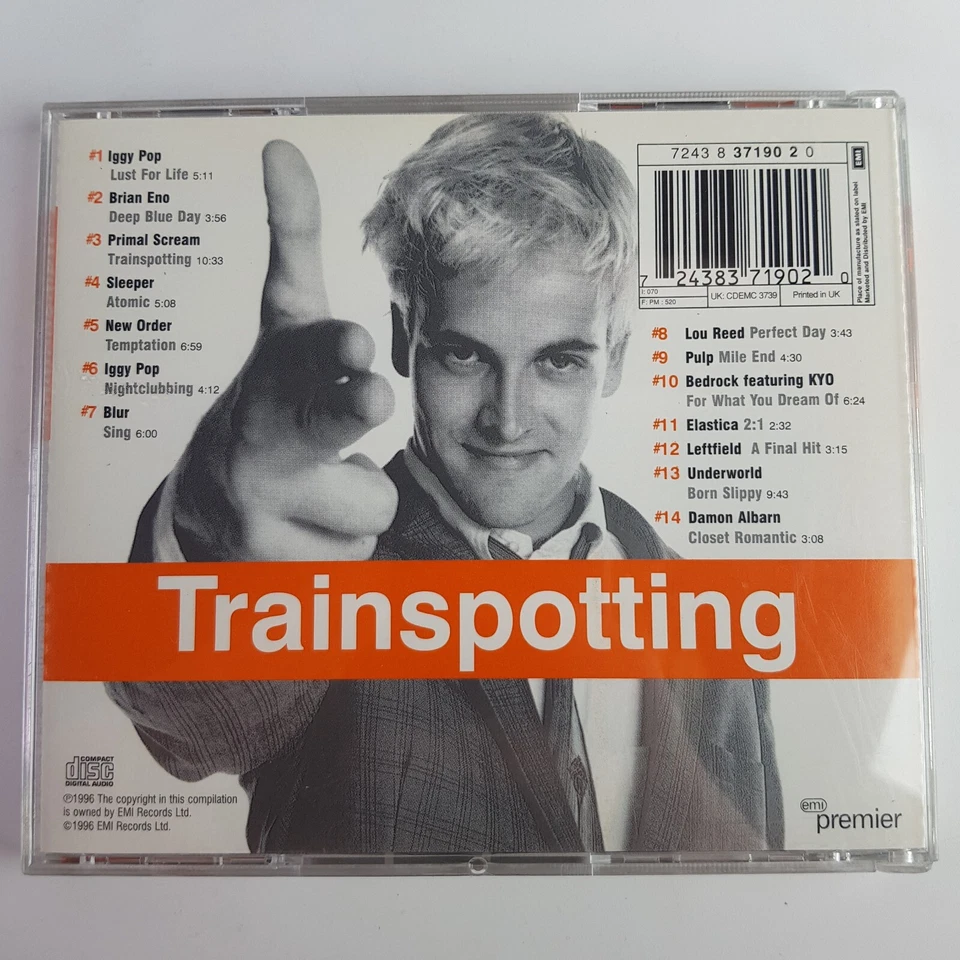 #1 Iggy Pop
Lust For Life 5:11
#2 Brian Eno
Deep Blue Day 3:56
#3 Primal Scream
Trainspotting 10:33
#4 Sleeper
Atomic 5:08
#5 New Order
Temptation 6:59
#6 Iggy Pop
Nightclubbing 4:12
#7 Blur
Sing 6:00
7243 8 37190 2 0
EMI
7 24383 71902 0
I: 070
F: PM : 520
UK: CDEMC 3739
Printed in UK
Place of manufacture as stated on label
Marketed and Distributed by EMI
#8 Lou Reed Perfect Day 3:43
#9 Pulp Mile End 4:30
#10 Bedrock featuring KYO
For What You Dream Of 6:24
#11 Elastica 2:1 2:32
#12 Leftfield A Final Hit 3:15
#13 Underworld
Born Slippy 9:43
#14 Damon Albarn
Closet Romantic 3:08
Trainspotting
COMPACT
disc
DIGITAL AUDIO
℗1996 The copyright in this compilation
is owned by EMI Records Ltd.
©1996 EMI Records Ltd.
emi
premier